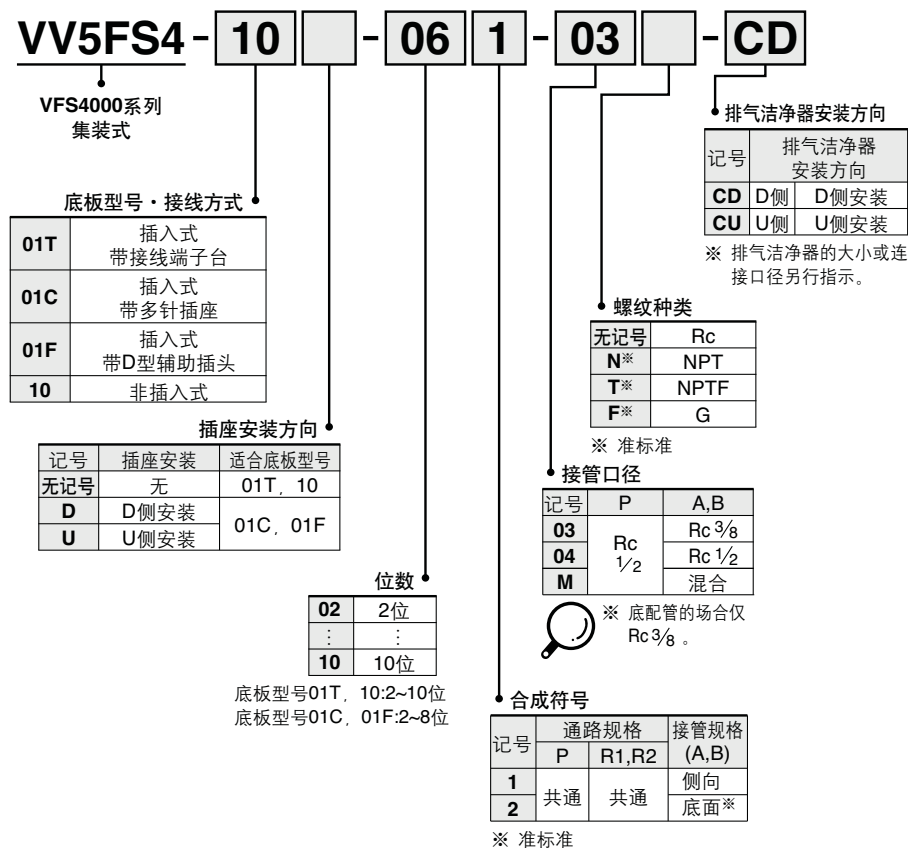 VV5FS4 - 10 - 06 1 - 03 - CD
VFS4000系列
集装式
排气洁净器安装方向
记号 排气洁净器
安装方向
CD D侧 D侧安装
CU U侧 U侧安装
※ 排气洁净器的大小或连
接口径另行指示。
底板型号・接线方式
01T 插入式
带接线端子台
01C 插入式
带多针插座
01F 插入式
带D型辅助插头
10 非插入式
螺纹种类
无记号 Rc
N※ NPT
T※ NPTF
F※ G
※ 准标准
插座安装方向
记号 插座安装 适合底板型号
无记号 无 01T, 10
D D侧安装 01C, 01F
U U侧安装
接管口径
记号 P A,B
03 Rc 1/2 Rc 3/8
04 Rc 1/2
M 混合
※ 底配管的场合仅
Rc 3/8 。
位数
02 2位
⋮ ⋮
10 10位
底板型号01T, 10:2~10位
底板型号01C, 01F:2~8位
合成符号
记号 通路规格 接管规格
P R1,R2 (A,B)
1 共通 共通 侧向
2 底面※
※ 准标准